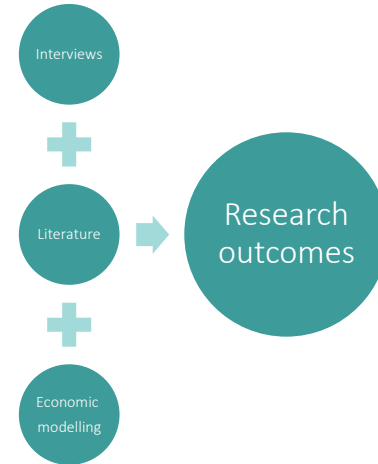 Interviews
Literature
Research
outcomes
Economic
modelling